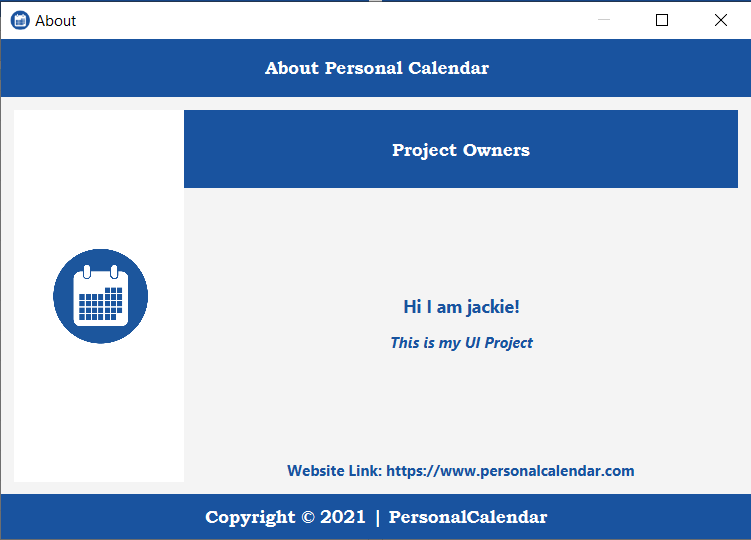 About
About Personal Calendar
Project Owners
Hi I am jackie!
This is my UI Project
Website Link: https://www.personalcalendar.com
Copyright © 2021 | PersonalCalendar